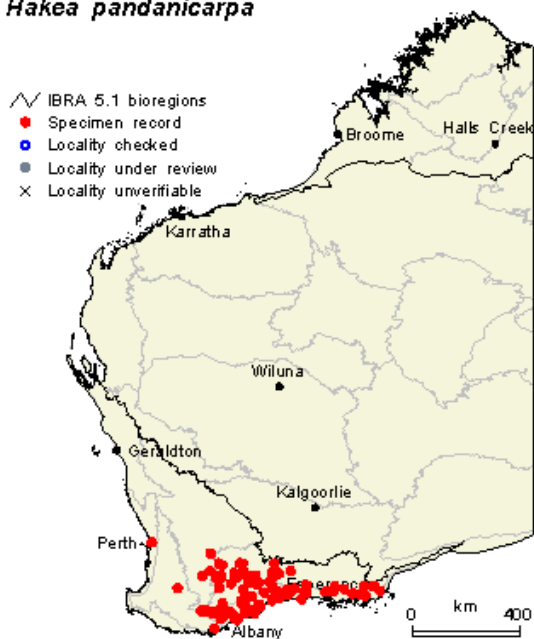 Hakea pandanicarpa
IBRA 5.1 bioregions
Specimen record
Locality checked
Locality under review
Locality unverifiable
Broome
Halls Creek
Karratha
Wiluna
Geraldton
Kalgoorlie
Perth
Esperance
Albany
km
0 400